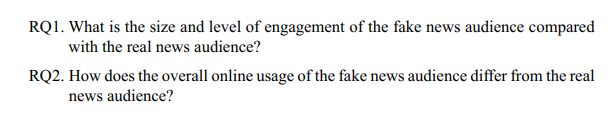 RQ1. What is the size and level of engagement of the fake news audience compared
with the real news audience?
RQ2. How does the overall online usage of the fake news audience differ from the real
news audience?